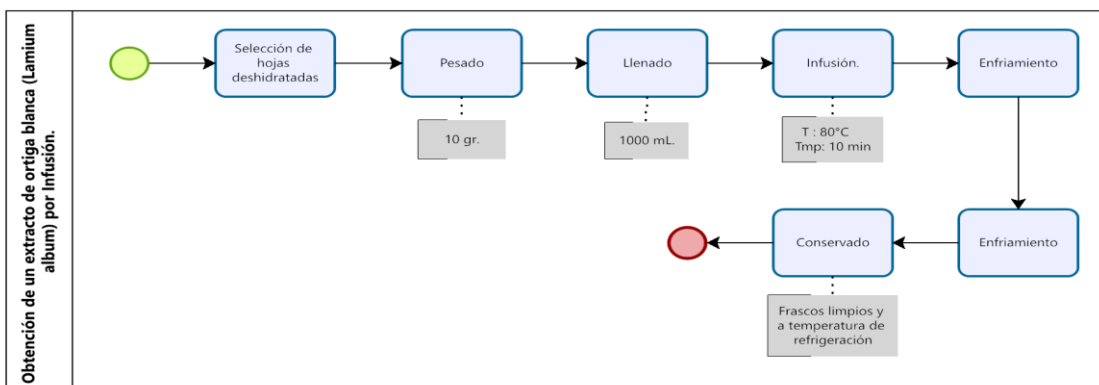 Obtención de un extracto de ortiga blanca (Lamium
album) por Infusión.
Selección de
hojas
deshidratadas
Pesado
Llenado
Infusión.
Enfriamiento
10 gr.
1000 mL.
T : 80°C
Tmp: 10 min
Conservado
Enfriamiento
Frascos limpios y
a temperatura de
refrigeración